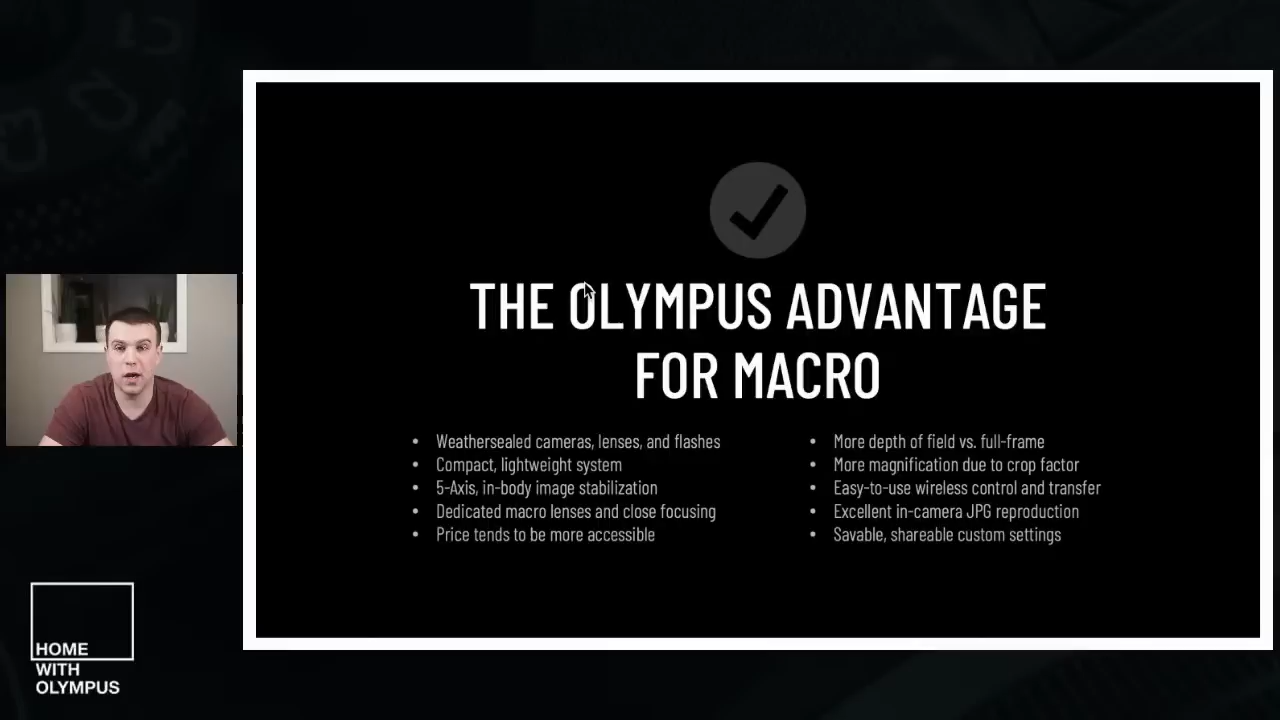 THE OLYMPUS ADVANTAGE
FOR MACRO
• Weathersealed cameras, lenses, and flashes
• Compact, lightweight system
• 5-Axis, in-body image stabilization
• Dedicated macro lenses and close focusing
• Price tends to be more accessible
• More depth of field vs. full-frame
• More magnification due to crop factor
• Easy-to-use wireless control and transfer
• Excellent in-camera JPG reproduction
• Savable, shareable custom settings
HOME
WITH
OLYMPUS